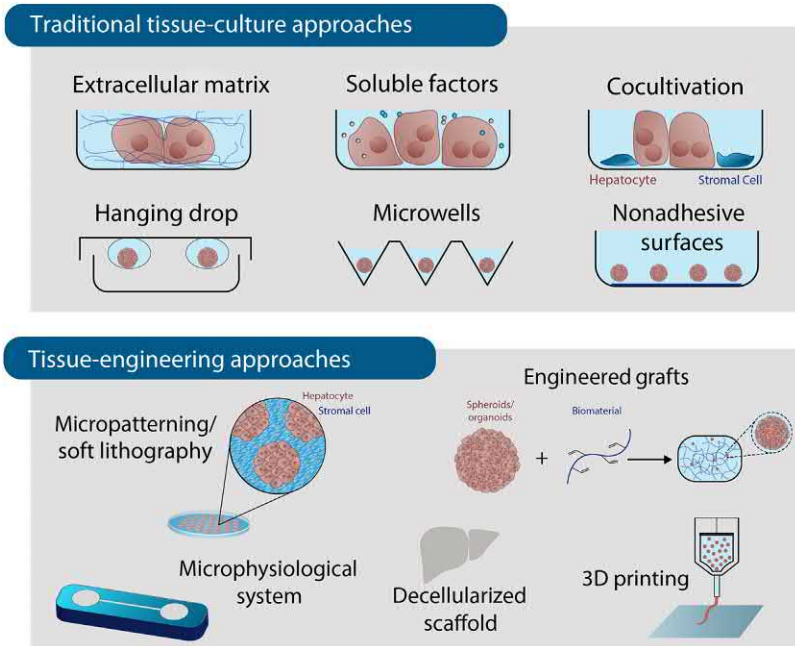 Traditional tissue-culture approaches
Extracellular matrix
Soluble factors
Cocultivation
Hepatocyte
Stromal Cell
Hanging drop
Microwells
Nonadhesive
surfaces
Tissue-engineering approaches
Micropatterning/
soft lithography
Hepatocyte
Stromal cell
Engineered grafts
Spheroids/
organoids
+
Biomaterial
Microphysiological
system
Decellularized
scaffold
3D printing